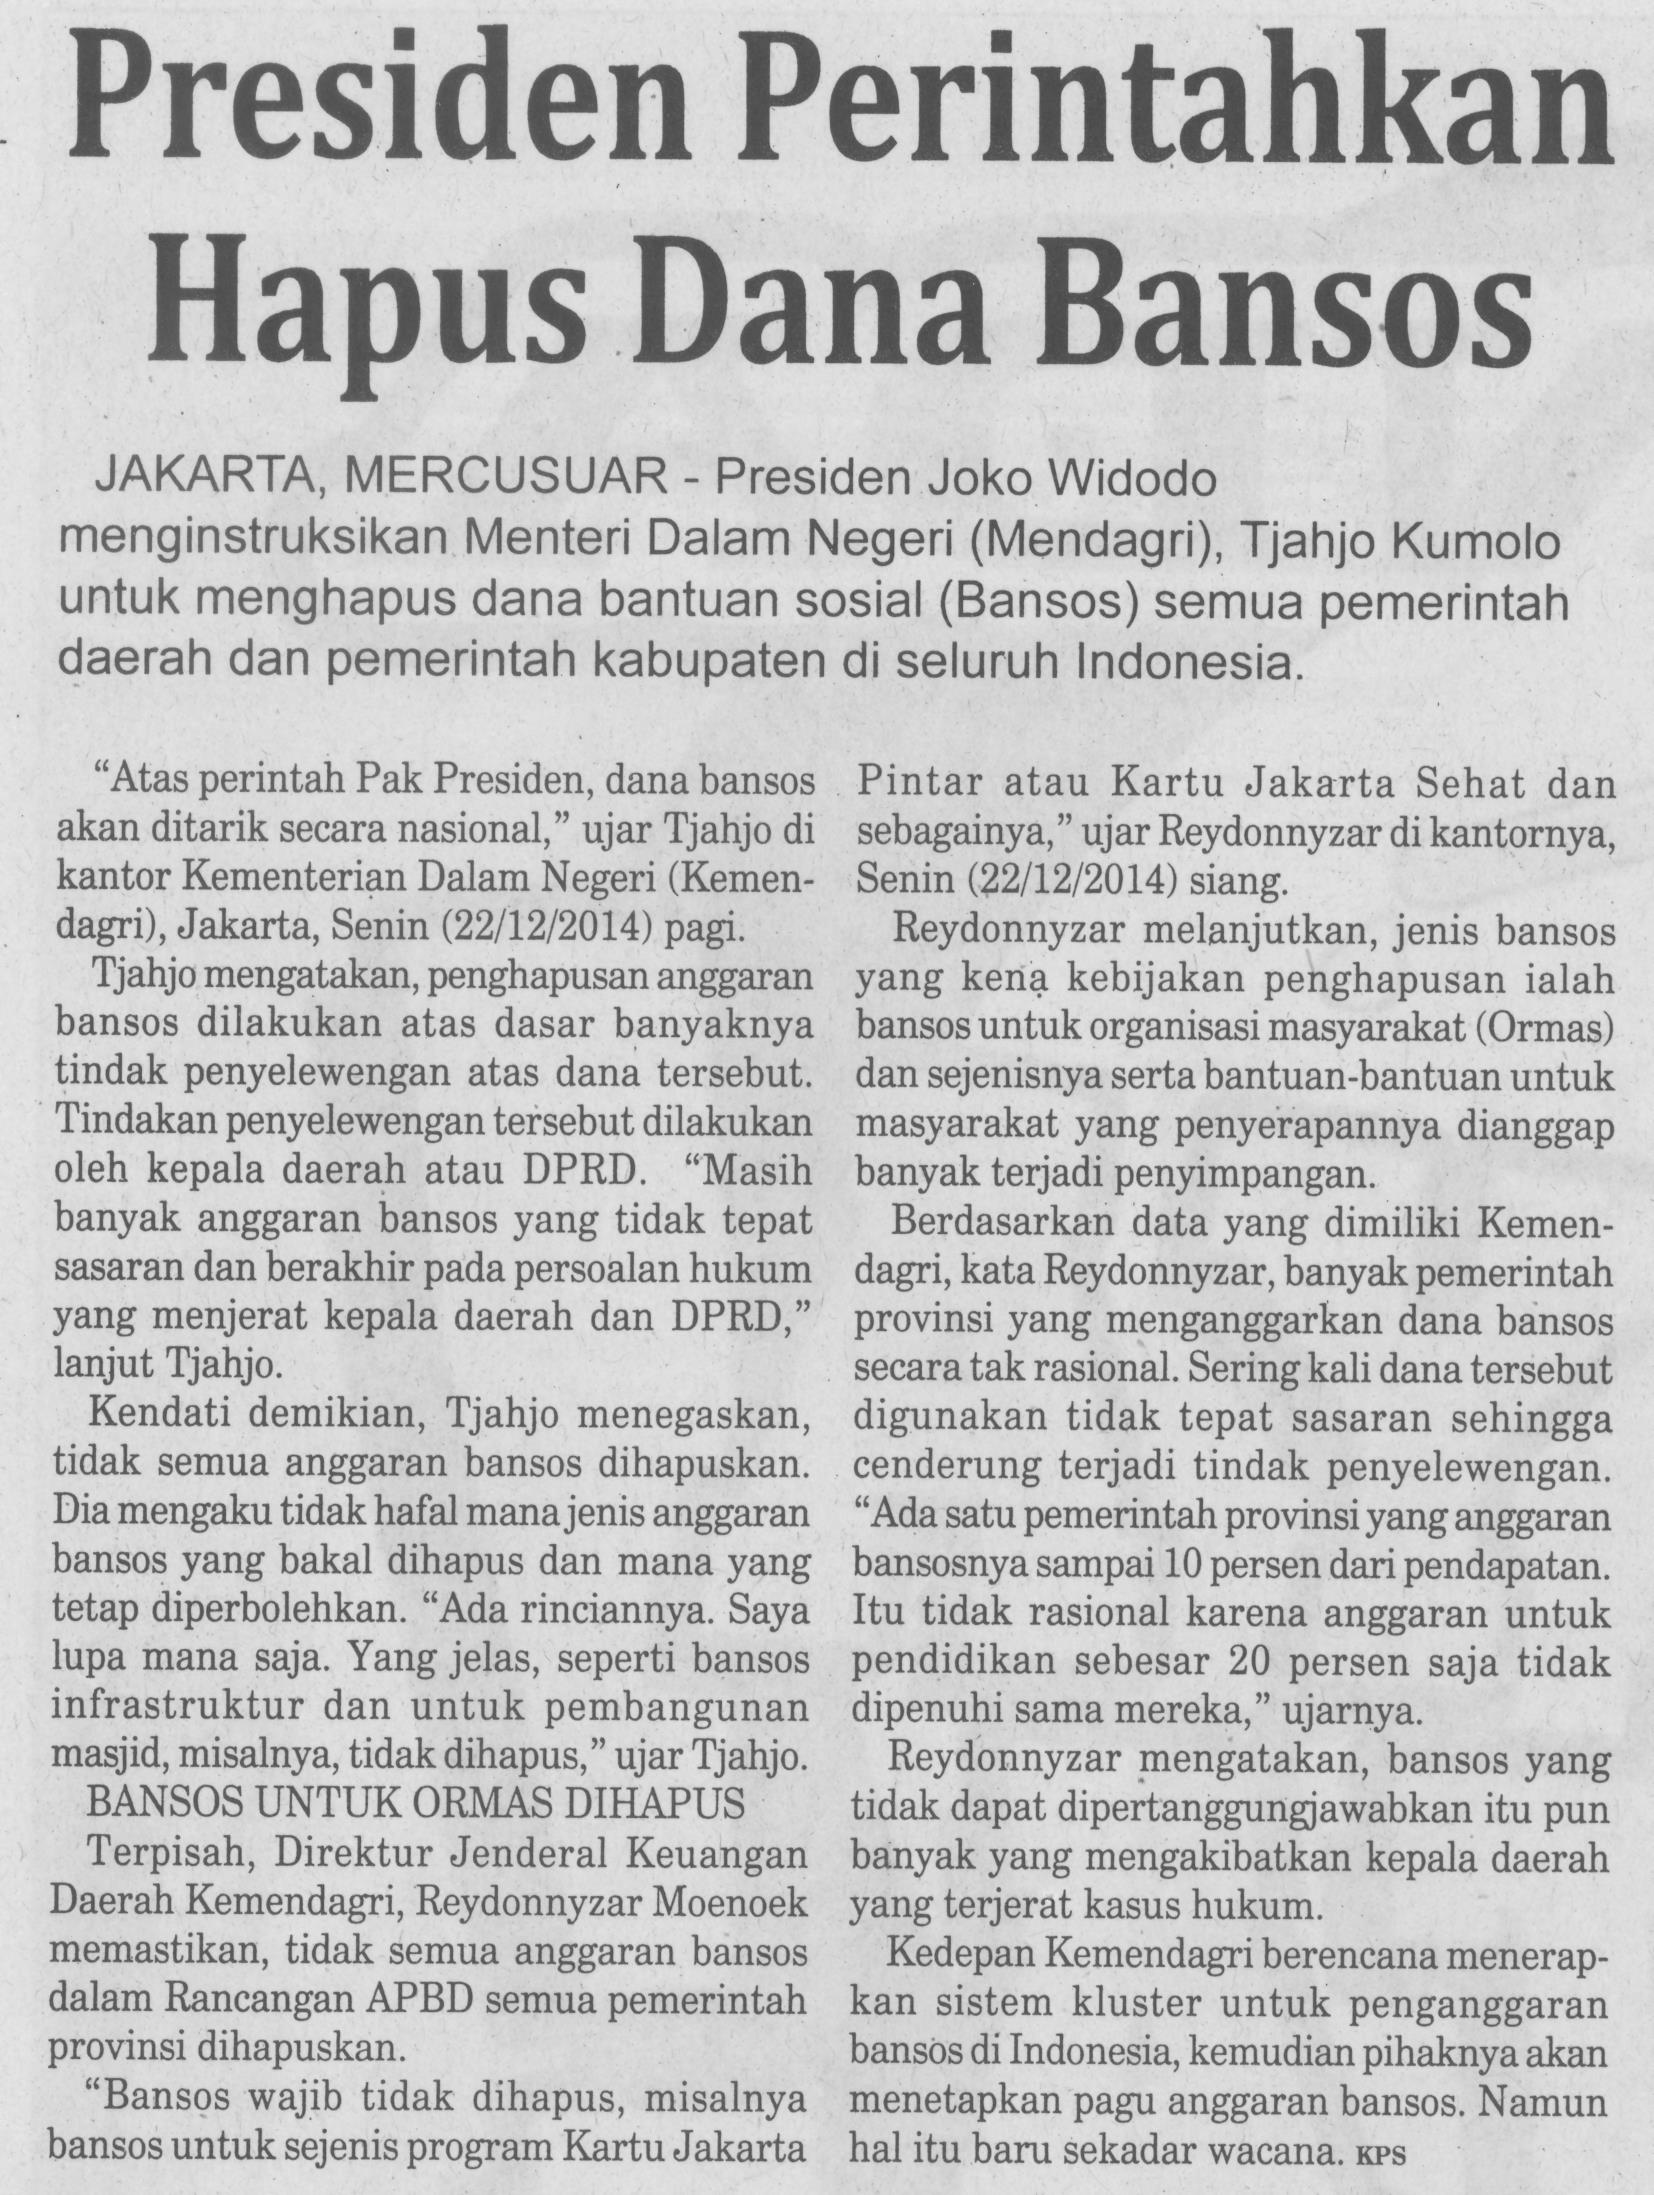 Presiden Perintahkan
Hapus Dana Bansos
JAKARTA, MERCUSUAR - Presiden Joko Widodo
menginstruksikan Menteri Dalam Negeri (Mendagri), Tjahjo Kumolo
untuk menghapus dana bantuan sosial (Bansos) semua pemerintah
daerah dan pemerintah kabupaten di seluruh Indonesia.
“Atas perintah Pak Presiden, dana bansos
akan ditarik secara nasional,” ujar Tjahjo di
kantor Kementerian Dalam Negeri (Kemen-
dagri), Jakarta, Senin (22/12/2014) pagi.
Tjahjo mengatakan, penghapusan anggaran
bansos dilakukan atas dasar banyaknya
tindak penyelewengan atas dana tersebut.
Tindakan penyelewengan tersebut dilakukan
oleh kepala daerah atau DPRD. “Masih
banyak anggaran bansos yang tidak tepat
sasaran dan berakhir pada persoalan hukum
yang menjerat kepala daerah dan DPRD,”
lanjut Tjahjo.
Kendati demikian, Tjahjo menegaskan,
tidak semua anggaran bansos dihapuskan.
Dia mengaku tidak hafal mana jenis anggaran
bansos yang bakal dihapus dan mana yang
tetap diperbolehkan. “Ada rinciannya. Saya
lupa mana saja. Yang jelas, seperti bansos
infrastruktur dan untuk pembangunan
masjid, misalnya, tidak dihapus,” ujar Tjahjo.
BANSOS UNTUK ORMAS DIHAPUS
Terpisah, Direktur Jenderal Keuangan
Daerah Kemendagri, Reydonnyzar Moenoek
memastikan, tidak semua anggaran bansos
dalam Rancangan APBD semua pemerintah
provinsi dihapuskan.
“Bansos wajib tidak dihapus, misalnya
bansos untuk sejenis program Kartu Jakarta
Pintar atau Kartu Jakarta Sehat dan
sebagainya,” ujar Reydonnyzar di kantornya,
Senin (22/12/2014) siang.
Reydonnyzar melanjutkan, jenis bansos
yang kena kebijakan penghapusan ialah
bansos untuk organisasi masyarakat (Ormas)
dan sejenisnya serta bantuan-bantuan untuk
masyarakat yang penyerapannya dianggap
banyak terjadi penyimpangan.
Berdasarkan data yang dimiliki Kemen-
dagri, kata Reydonnyzar, banyak pemerintah
provinsi yang menganggarkan dana bansos
secara tak rasional. Sering kali dana tersebut
digunakan tidak tepat sasaran sehingga
cenderung terjadi tindak penyelewengan.
“Ada satu pemerintah provinsi yang anggaran
bansosnya sampai 10 persen dari pendapatan.
Itu tidak rasional karena anggaran untuk
pendidikan sebesar 20 persen saja tidak
dipenuhi sama mereka,” ujarnya.
Reydonnyzar mengatakan, bansos yang
tidak dapat dipertanggungjawabkan itu pun
banyak yang mengakibatkan kepala daerah
yang terjerat kasus hukum.
Kedepan Kemendagri berencana menerap-
kan sistem kluster untuk penganggaran
bansos di Indonesia, kemudian pihaknya akan
menetapkan pagu anggaran bansos. Namun
hal itu baru sekadar wacana. KPS